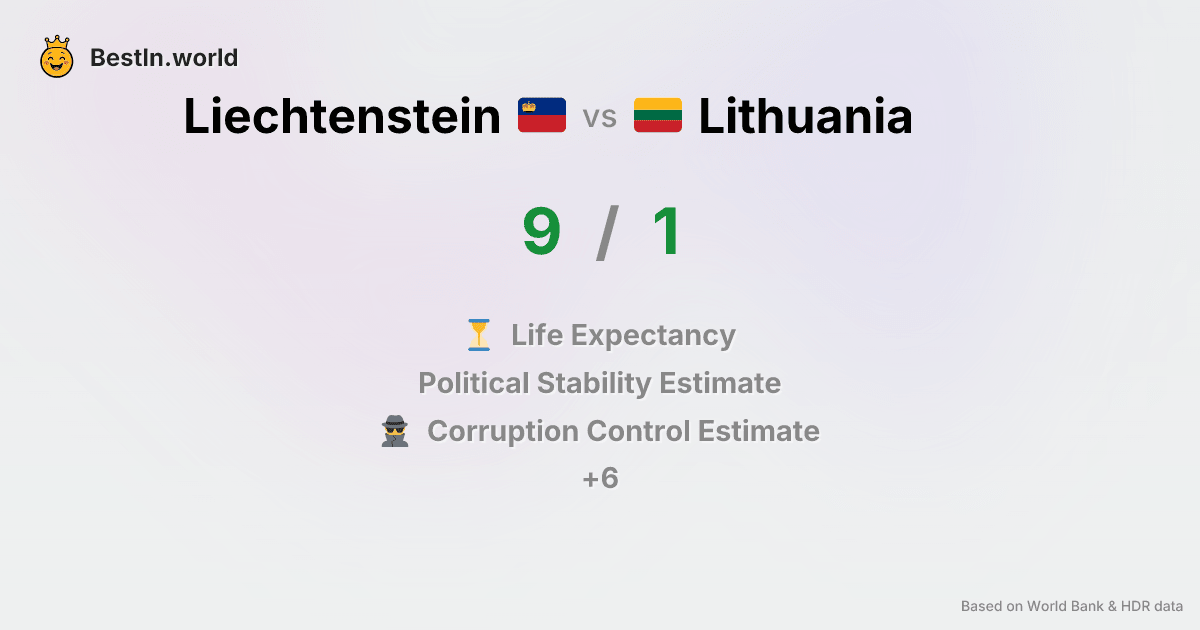 BestIn.world
Liechtenstein vs Lithuania
9 / 1
Life Expectancy
Political Stability Estimate
Corruption Control Estimate
+6
Based on World Bank & HDR data